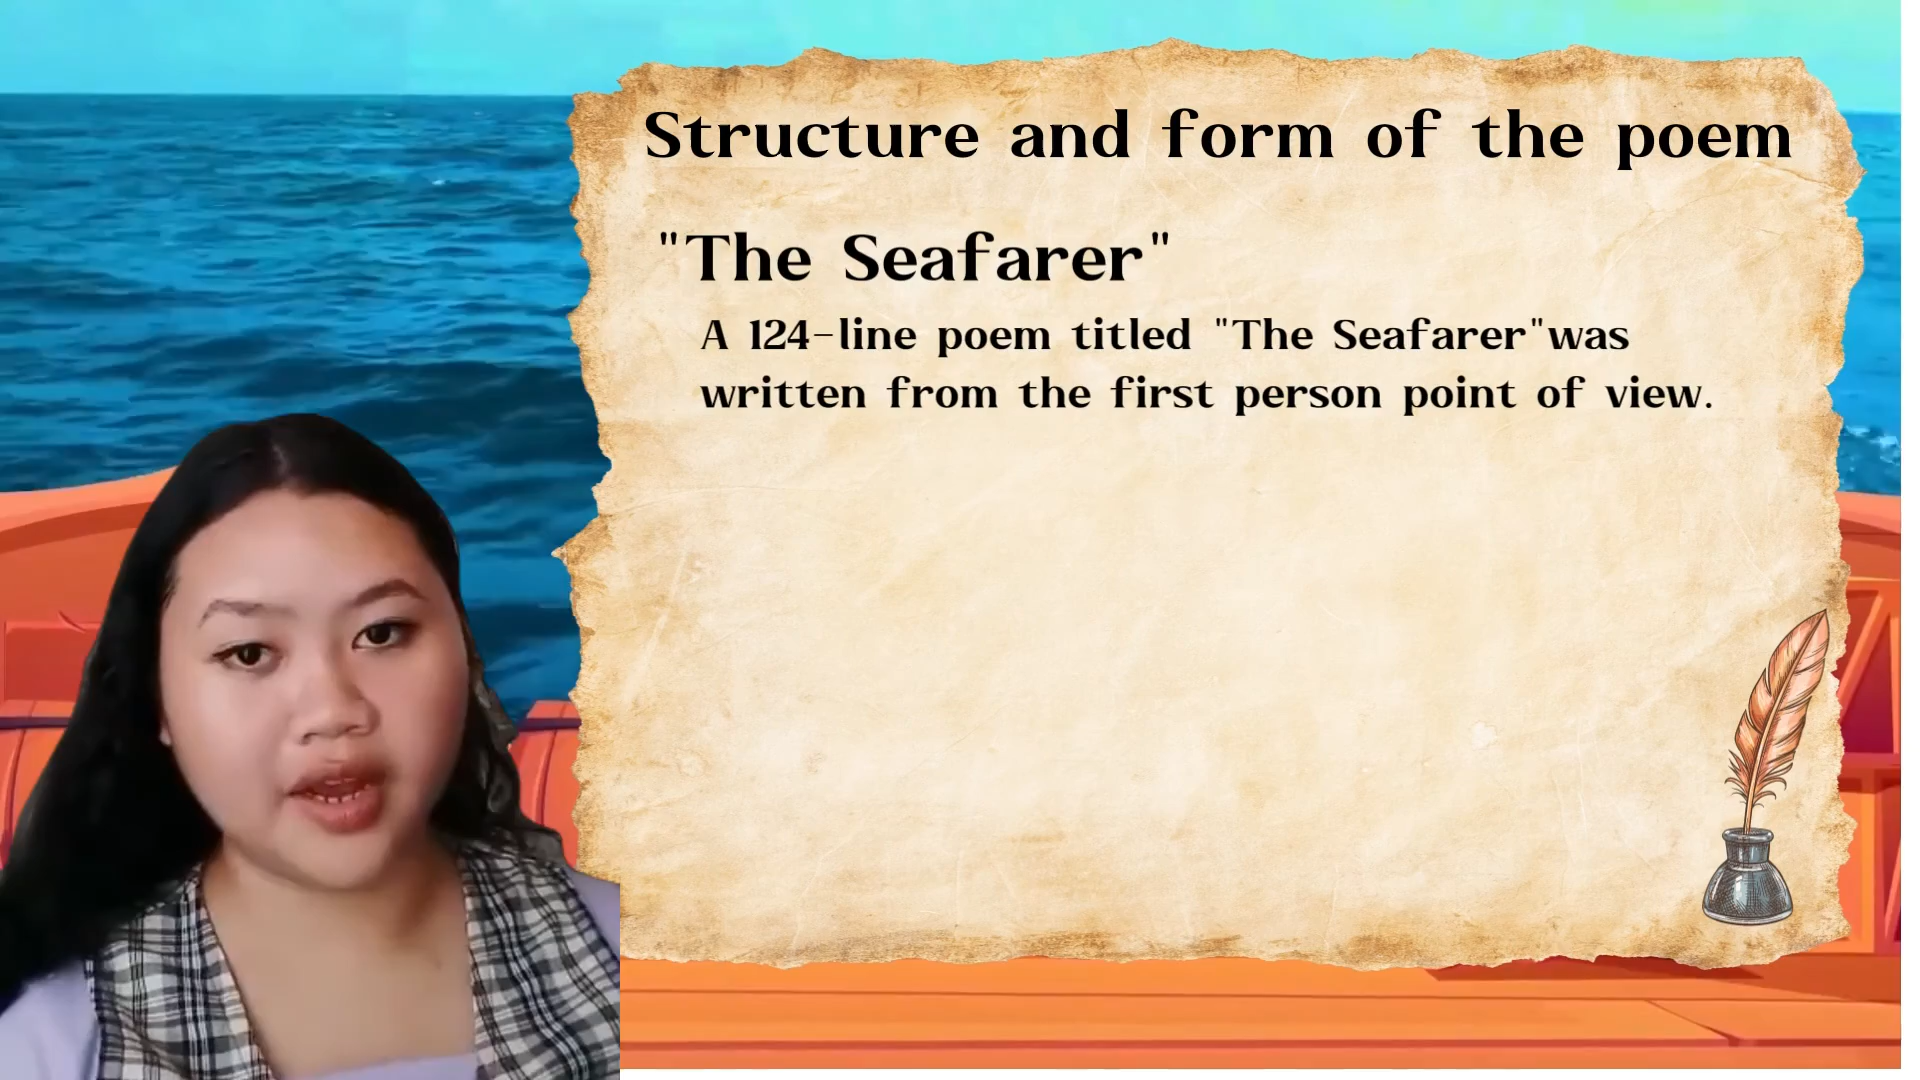 Structure and form of the poem
"The Seafarer"
A 124-line poem titled "The Seafarer"was
written from the first person point of view.